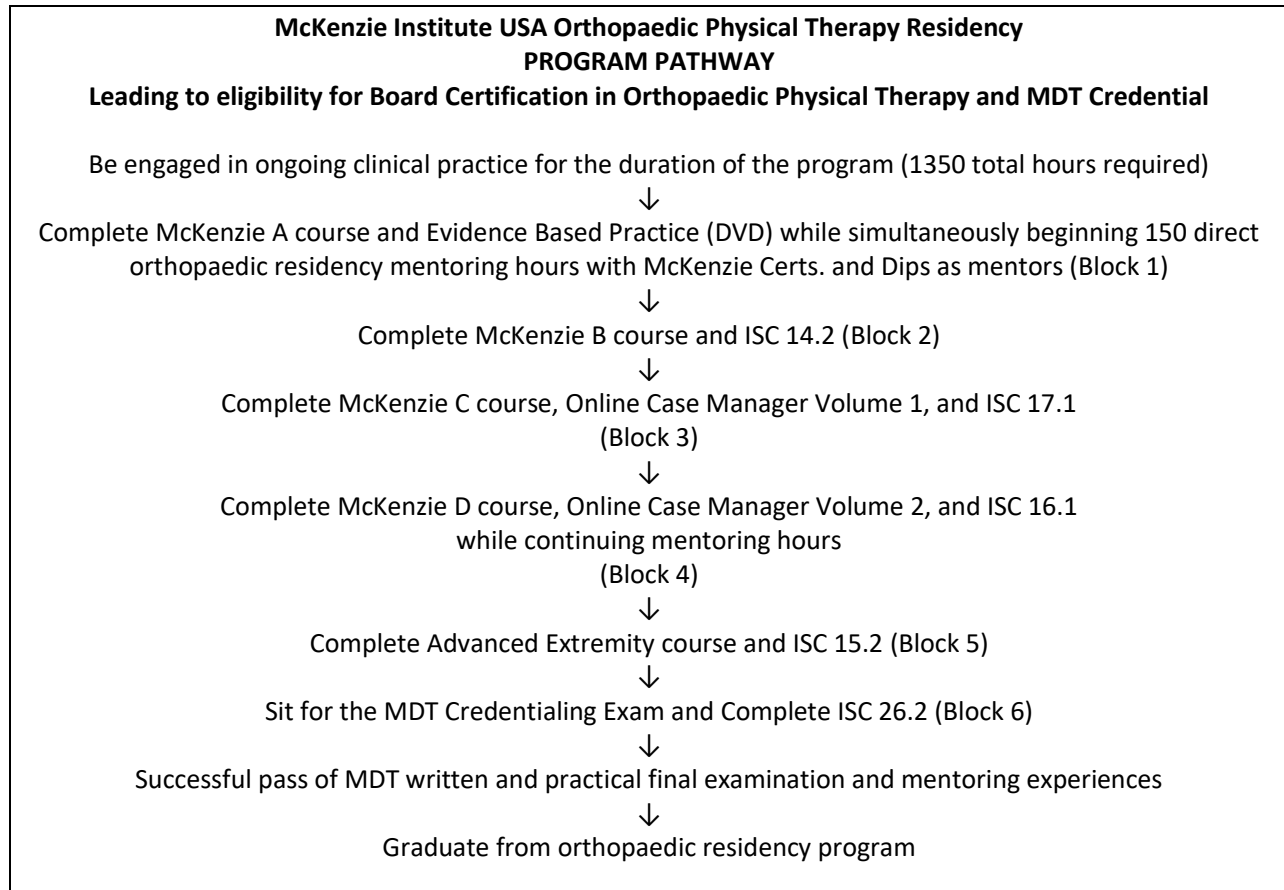 McKenzie Institute USA Orthopaedic Physical Therapy Residency
PROGRAM PATHWAY
Leading to eligibility for Board Certification in Orthopaedic Physical Therapy and MDT Credential
Be engaged in ongoing clinical practice for the duration of the program (1350 total hours required)
↓
Complete McKenzie A course and Evidence Based Practice (DVD) while simultaneously beginning 150 direct
orthopaedic residency mentoring hours with McKenzie Certs. and Dips as mentors (Block 1)
↓
Complete McKenzie B course and ISC 14.2 (Block 2)
↓
Complete McKenzie C course, Online Case Manager Volume 1, and ISC 17.1
(Block 3)
↓
Complete McKenzie D course, Online Case Manager Volume 2, and ISC 16.1
while continuing mentoring hours
(Block 4)
↓
Complete Advanced Extremity course and ISC 15.2 (Block 5)
↓
Sit for the MDT Credentialing Exam and Complete ISC 26.2 (Block 6)
↓
Successful pass of MDT written and practical final examination and mentoring experiences
↓
Graduate from orthopaedic residency program